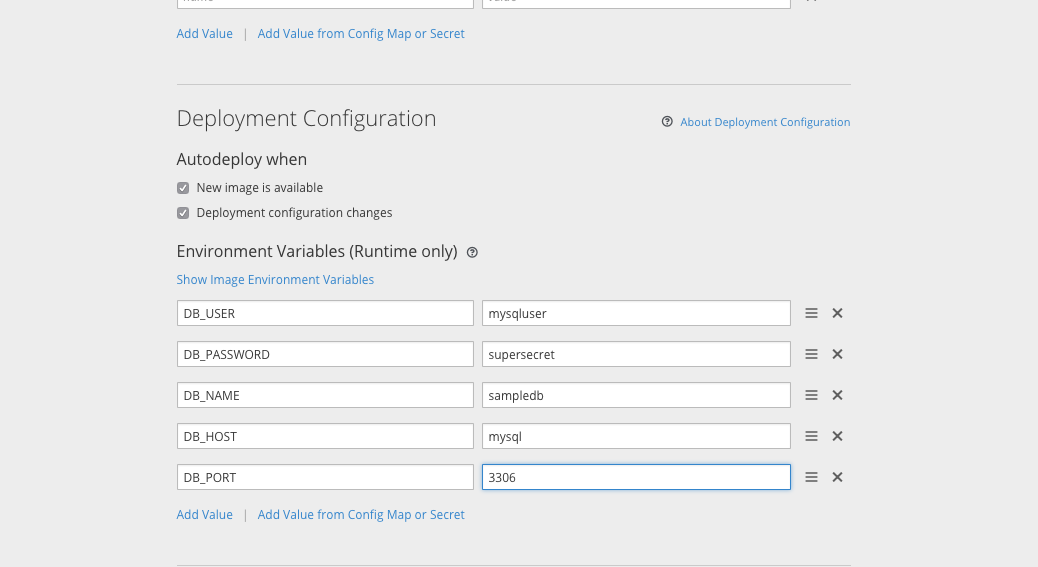 Add Value | Add Value from Config Map or Secret
Deployment Configuration
About Deployment Configuration
Autodeploy when
New image is available
Deployment configuration changes
Environment Variables (Runtime only)
Show Image Environment Variables
DB_USER mysqluser
DB_PASSWORD supersecret
DB_NAME sampledb
DB_HOST mysql
DB_PORT 3306
Add Value | Add Value from Config Map or Secret